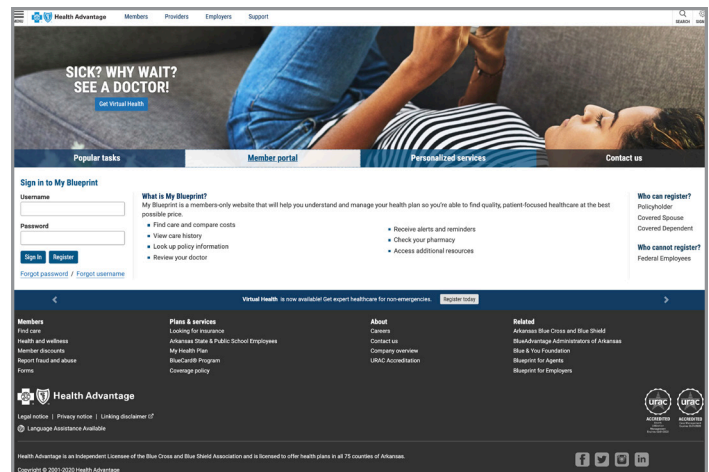 MENU
Health Advantage
Members
Providers
Employers
Support
SEARCH
SIGN
SICK? WHY WAIT?
SEE A DOCTOR!
Get Virtual Health
Popular tasks
Member portal
Personalized services
Contact us
Sign in to My Blueprint
Username
Password
Sign In
Register
Forgot password / Forgot username
What is My Blueprint?
My Blueprint is a members-only website that will help you understand and manage your health plan so you're able to find quality, patient-focused healthcare at the best
possible price.
Find care and compare costs
View care history
Look up policy information
Review your doctor
Receive alerts and reminders
Check your pharmacy
Access additional resources
Who can register?
Policyholder
Covered Spouse
Covered Dependent
Who cannot register?
Federal Employees
Virtual Health is now available! Get expert healthcare for non-emergencies.
Register today
Members
Find care
Health and wellness
Member discounts
Report fraud and abuse
Forms
Plans & services
Looking for insurance
Arkansas State & Public School Employees
My Health Plan
BlueCard® Program
Coverage policy
About
Careers
Contact us
Company overview
URAC Accreditation
Related
Arkansas Blue Cross and Blue Shield
BlueAdvantage Administrators of Arkansas
Blue & You Foundation
Blueprint for Agents
Blueprint for Employers
Health Advantage
Legal notice | Privacy notice | Linking disclaimer
Language Assistance Available
urac
ACCREDITED
urac
ACCREDITED
Health Advantage is an Independent Licensee of the Blue Cross and Blue Shield Association and is licensed to offer health plans in all 75 counties of Arkansas.
Copyright © 2001-2020 Health Advantage